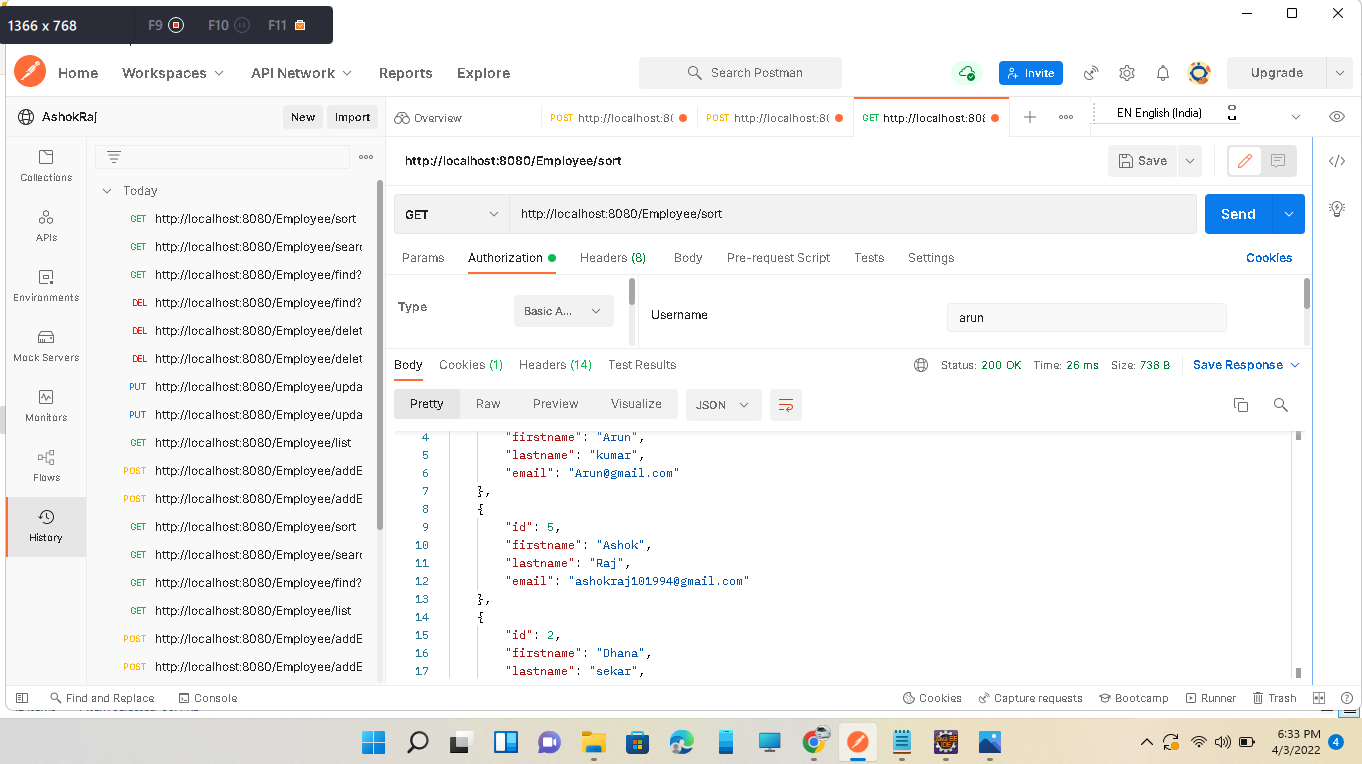 1366 x 768 F9 F10 F11
Home Workspaces API Network Reports Explore Search Postman Invite Upgrade
AshokRaj New Import Overview POST http://localhost:80 POST http://localhost:80 GET http://localhost:808 EN English (India)
http://localhost:8080/Employee/sort Save
Collections
APIs
Environments
Mock Servers
Monitors
Flows
History
Today
GET http://localhost:8080/Employee/sort
GET http://localhost:8080/Employee/searc
GET http://localhost:8080/Employee/find?
DEL http://localhost:8080/Employee/find?
DEL http://localhost:8080/Employee/delet
DEL http://localhost:8080/Employee/delet
PUT http://localhost:8080/Employee/upda
PUT http://localhost:8080/Employee/upda
GET http://localhost:8080/Employee/list
POST http://localhost:8080/Employee/addE
POST http://localhost:8080/Employee/addE
GET http://localhost:8080/Employee/sort
GET http://localhost:8080/Employee/searc
GET http://localhost:8080/Employee/find?
GET http://localhost:8080/Employee/list
POST http://localhost:8080/Employee/addE
POST http://localhost:8080/Employee/addE
GET http://localhost:8080/Employee/sort Send
Params Authorization Headers (8) Body Pre-request Script Tests Settings Cookies
Type Basic A... Username arun
Body Cookies (1) Headers (14) Test Results Status: 200 OK Time: 26 ms Size: 738 B Save Response
Pretty Raw Preview Visualize JSON
4 "firstname": "Arun",
5 "lastname": "kumar",
6 "email": "Arun@gmail.com"
7 },
8 {
9 "id": 5,
10 "firstname": "Ashok",
11 "lastname": "Raj",
12 "email": "ashokraj101994@gmail.com"
13 },
14 {
15 "id": 2,
16 "firstname": "Dhana",
17 "lastname": "sekar",
Find and Replace Console Cookies Capture requests Bootcamp Runner Trash
6:33 PM
4/3/2022 4